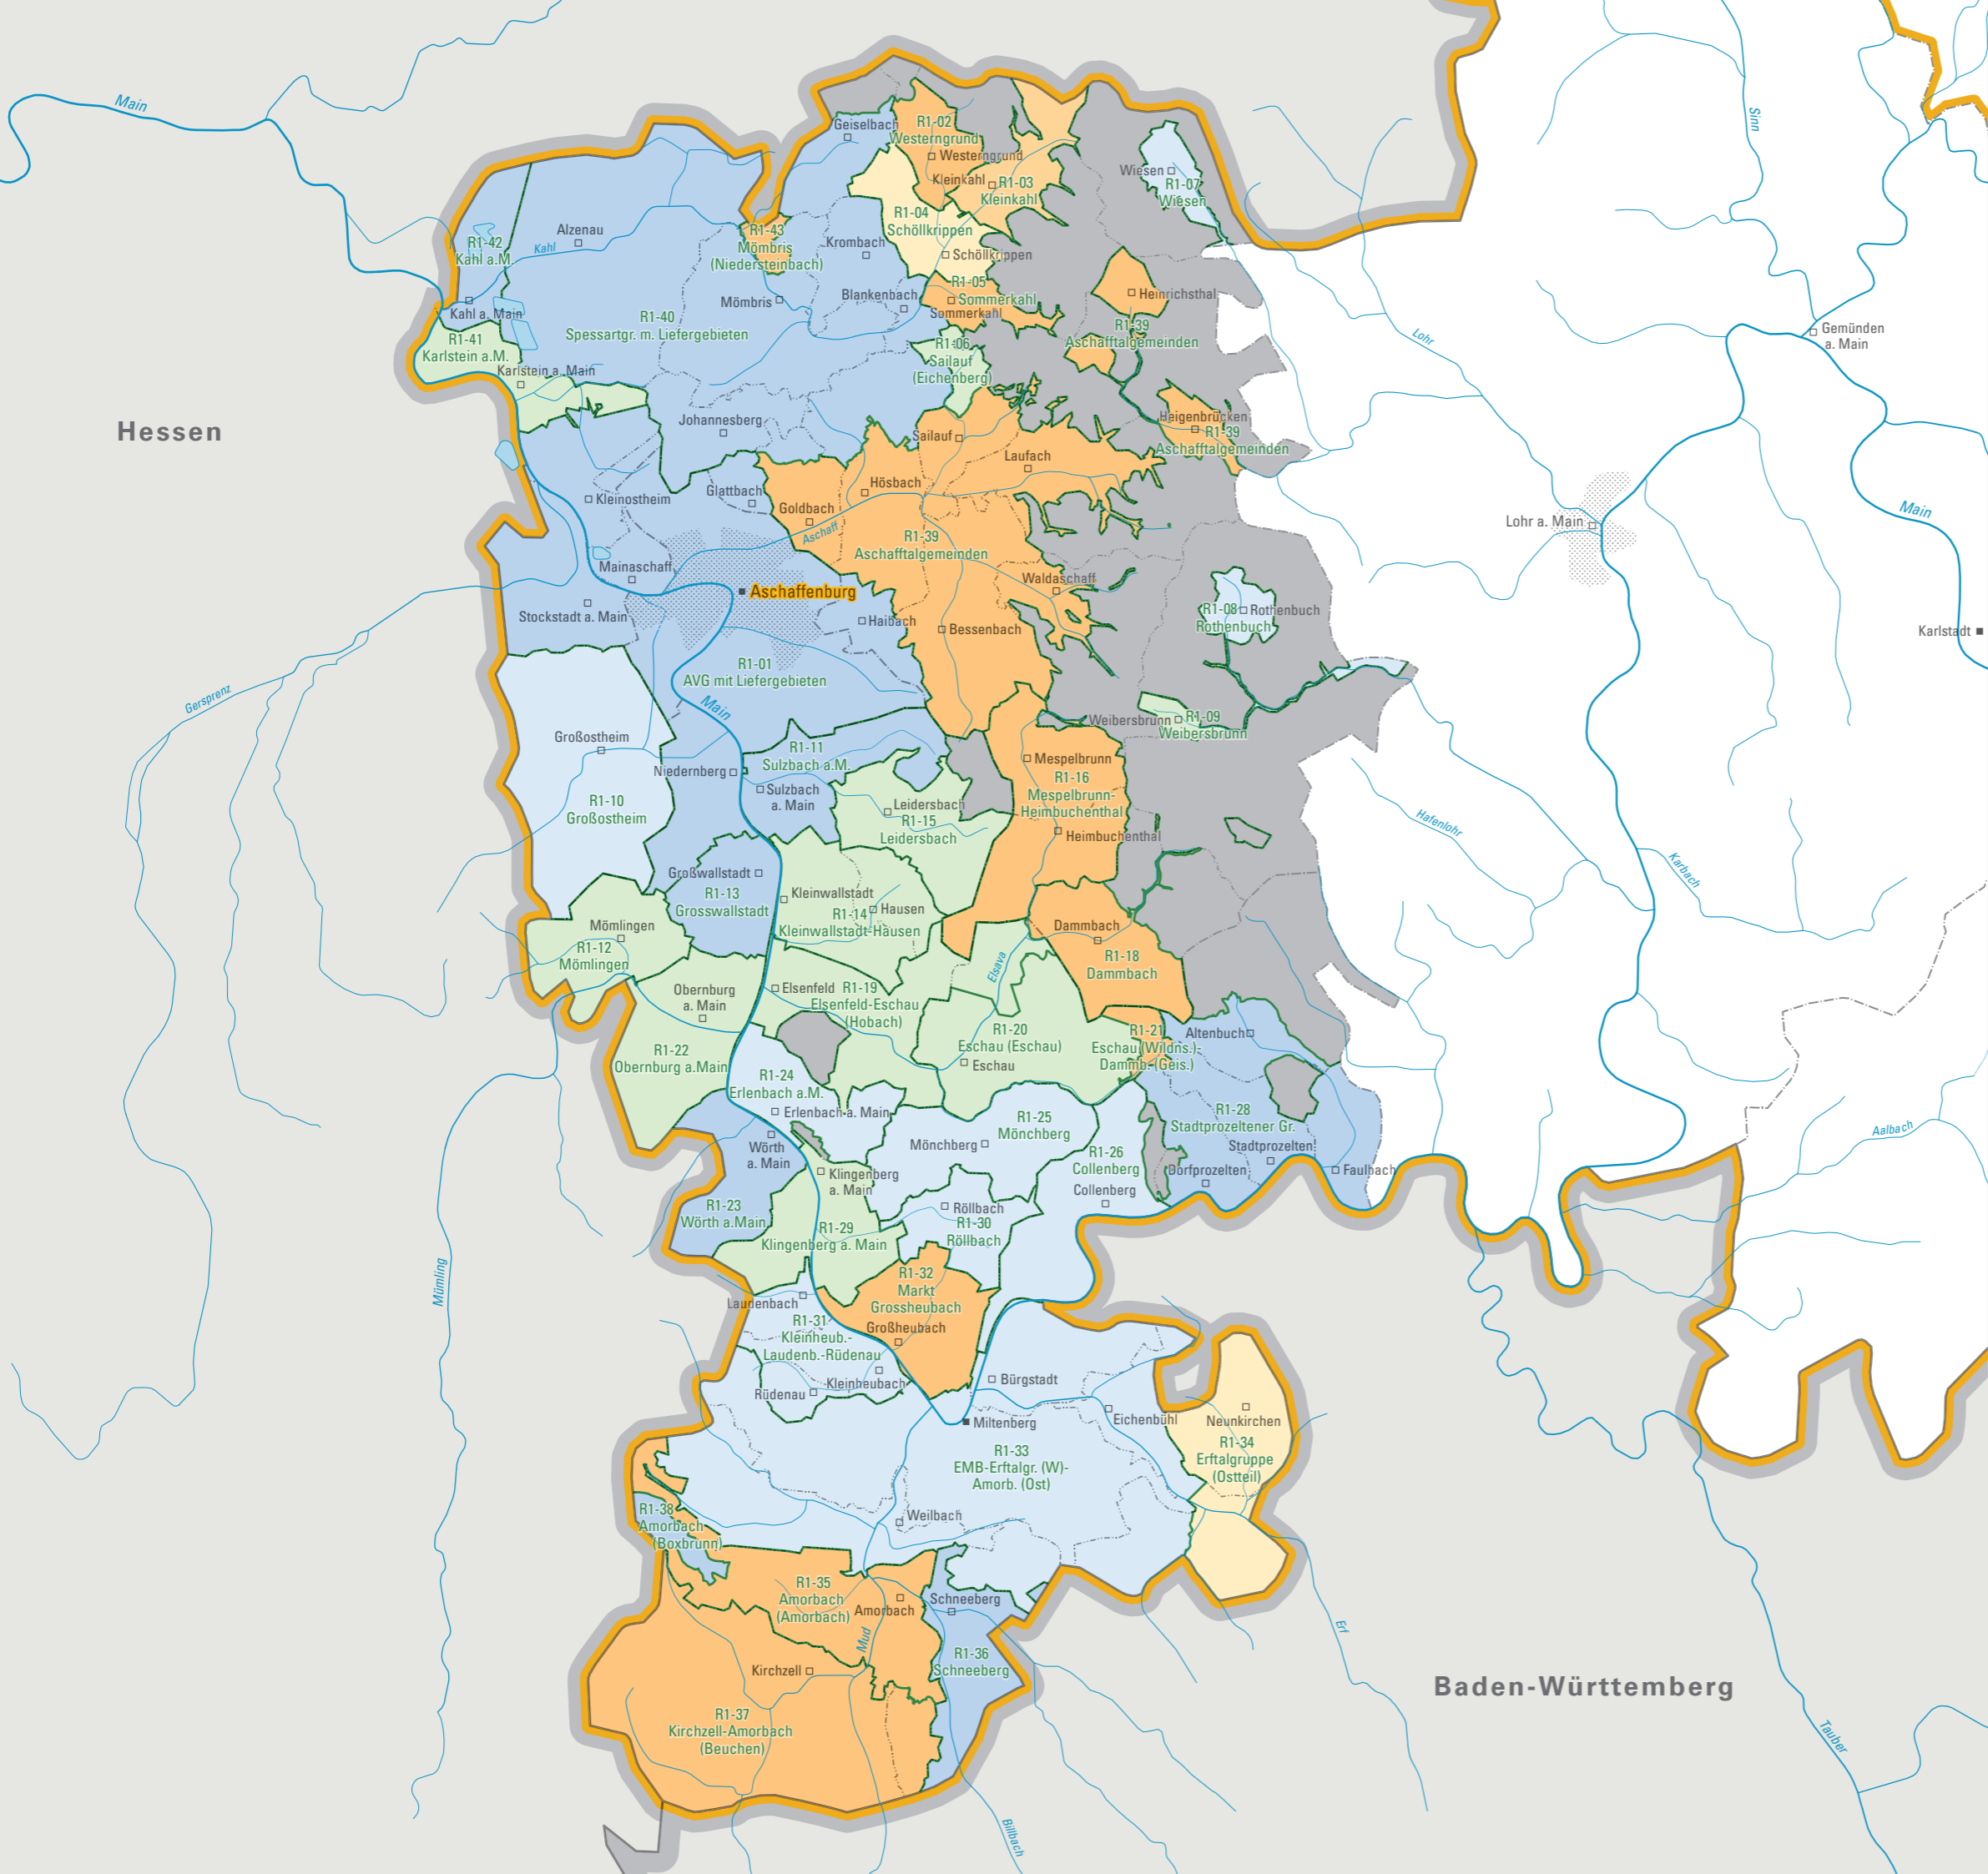 Main
Sinn
Geiselbach
R1-02
Westerngrund
Westerngrund
Kleinkahl
R1-03
Kleinkahl
Wiesen
R1-07
Wiesen
R1-04
Schöllkrippen
Schöllkrippen
Alzenau
Kahl
R1-42
Kahl a.M.
R1-43
Mömbris
(Niedersteinbach)
Krombach
R1-05
Sommerkahl
Sommerkahl
Blankenbach
Mömbris
Heinrichsthal
Kahl a. Main
R1-40
Spessartgr. m. Liefergebieten
R1-39
Aschafftalgemeinden
Lohr
Gemünden
a. Main
R1-41
Karlstein a.M.
R1-06
Sailauf
(Eichenberg)
Karlstein a. Main
Hessen
Johannesberg
Sailauf
Heigenbrücken
R1-39
Aschafftalgemeinden
Laufach
Hösbach
Glattbach
Kleinostheim
Goldbach
Aschaff
R1-39
Aschafftalgemeinden
Lohr a. Main
Main
Mainaschaff
Aschaffenburg
Waldaschaff
Stockstadt a. Main
Haibach
Bessenbach
R1-08
Rothenbuch
Rothenbuch
Karlstadt
R1-01
AVG mit Liefergebieten
Gersprenz
Main
Weibersbrunn
R1-09
Weibersbrunn
Großostheim
R1-11
Sulzbach a.M.
Niedernberg
Sulzbach
a. Main
Mespelbrunn
R1-16
Mespelbrunn-
Heimbuchenthal
Heimbuchenthal
R1-10
Großostheim
Leidersbach
R1-15
Leidersbach
Hafenlohr
Karbach
Großwallstadt
R1-13
Grosswallstadt
Kleinwallstadt
Hausen
R1-14
Kleinwallstadt-Hausen
Mömlingen
R1-12
Mömlingen
Dammbach
R1-18
Dammbach
Elsava
Obernburg
a. Main
Elsenfeld
R1-19
Elsenfeld-Eschau
(Hobach)
R1-20
Eschau (Eschau)
Eschau
R1-21
Eschau (Wildns.)-
Dammb. (Geis.)
Altenbuch
R1-22
Obernburg a.Main
R1-24
Erlenbach a.M.
Erlenbach a. Main
R1-25
Mönchberg
Mönchberg
R1-28
Stadtprozeltener Gr.
Stadtprozelten
Aalbach
Wörth
a. Main
Klingenberg
a. Main
R1-26
Collenberg
Collenberg
Dorfprozelten
Faulbach
R1-23
Wörth a.Main
R1-29
Klingenberg a. Main
Röllbach
R1-30
Röllbach
Mümling
R1-32
Markt
Grossheubach
Großheubach
Laudenbach
R1-31
Kleinheub.-
Laudenb.-Rüdenau
Kleinheubach
Rüdenau
Bürgstadt
Miltenberg
Eichenbühl
Neunkirchen
R1-34
Erftalgruppe
(Ostteil)
R1-33
EMB-Erftalgr. (W)-
Amorb. (Ost)
R1-38
Amorbach
(Boxbrunn)
Weilbach
R1-35
Amorbach
(Amorbach)
Amorbach
Schneeberg
Erf
Mud
Kirchzell
R1-36
Schneeberg
Baden-Württemberg
R1-37
Kirchzell-Amorbach
(Beuchen)
Tauber
Billbach